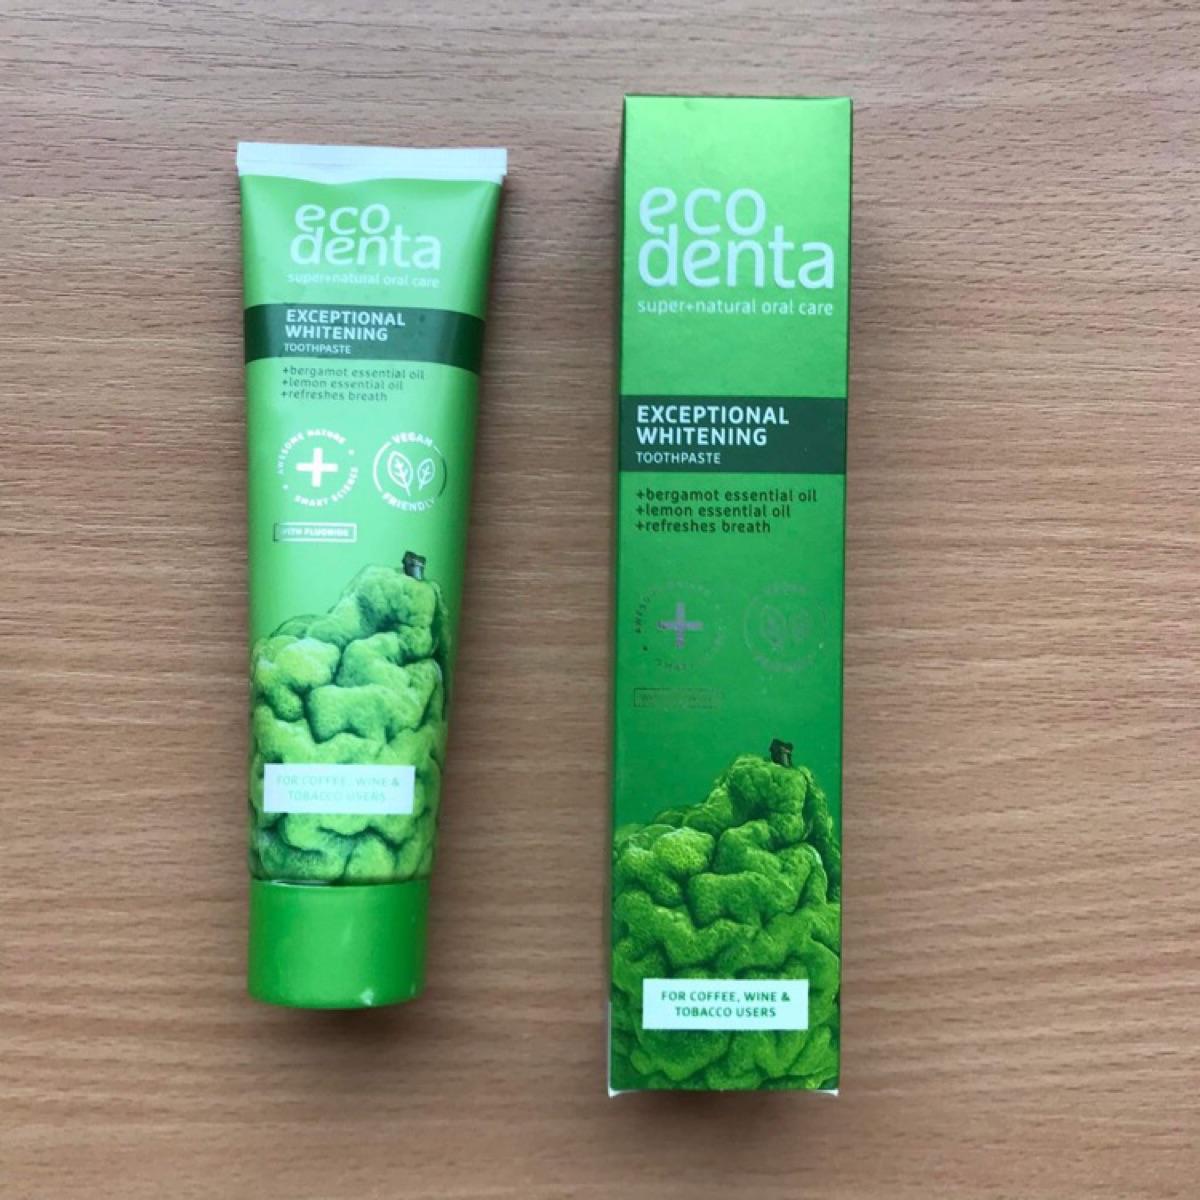 eco
denta
super+natural oral care
EXCEPTIONAL
WHITENING
TOOTHPASTE
+bergamot essential oil
+lemon essential oil
+refreshes breath
AWESOME NATURE
SMART SCIENCE
VEGAN
FRIENDLY
WITH FLUORIDE
FOR COFFEE, WINE &
TOBACCO USERS
eco
denta
super+natural oral care
EXCEPTIONAL
WHITENING
TOOTHPASTE
+bergamot essential oil
+lemon essential oil
+refreshes breath
FOR COFFEE, WINE &
TOBACCO USERS